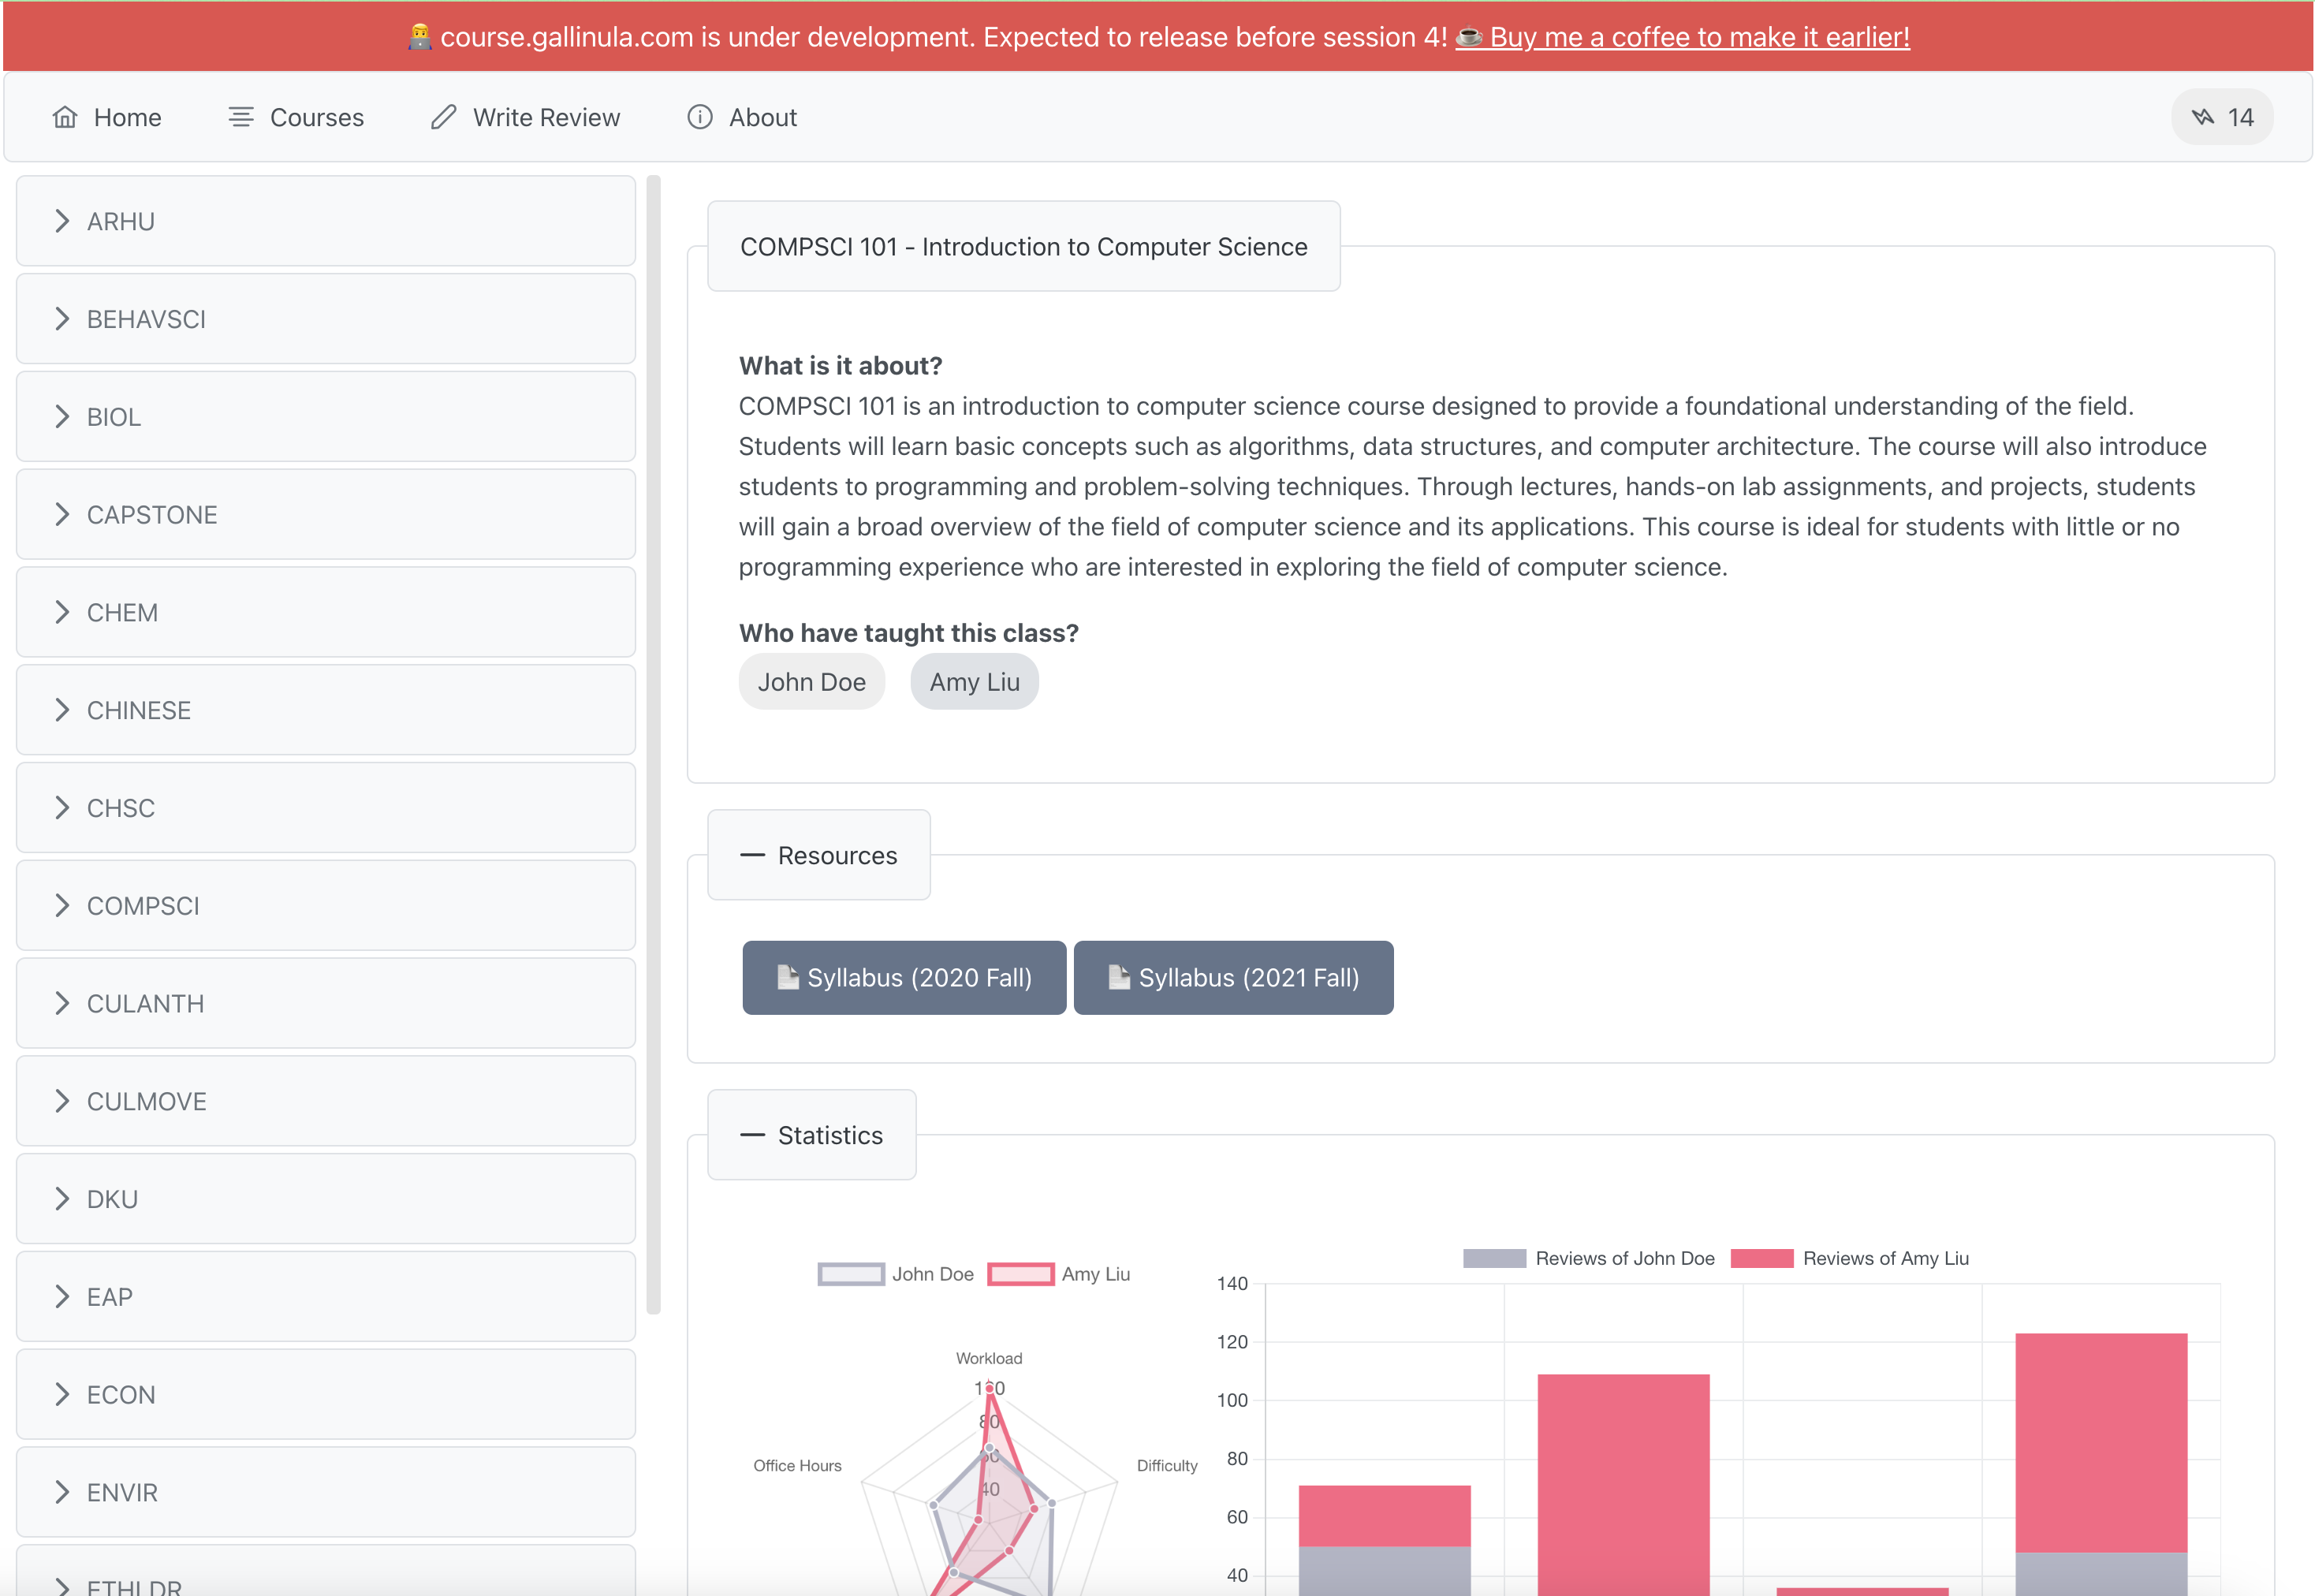 course.gallinula.com is under development. Expected to release before session 4! Buy me a coffee to make it earlier!
Home Courses Write Review About 14
ARHU
BEHAVSCI
BIOL
CAPSTONE
CHEM
CHINESE
CHSC
COMPSCI
CULANTH
CULMOVE
DKU
EAP
ECON
ENVIR
ETHLDR
COMPSCI 101 - Introduction to Computer Science
What is it about?
COMPSCI 101 is an introduction to computer science course designed to provide a foundational understanding of the field.
Students will learn basic concepts such as algorithms, data structures, and computer architecture. The course will also introduce
students to programming and problem-solving techniques. Through lectures, hands-on lab assignments, and projects, students
will gain a broad overview of the field of computer science and its applications. This course is ideal for students with little or no
programming experience who are interested in exploring the field of computer science.
Who have taught this class?
John Doe Amy Liu
Resources
Syllabus (2020 Fall) Syllabus (2021 Fall)
Statistics
John Doe Amy Liu
Workload
100
80
60
40
Office Hours
Difficulty
Reviews of John Doe Reviews of Amy Liu
140
120
100
80
60
40